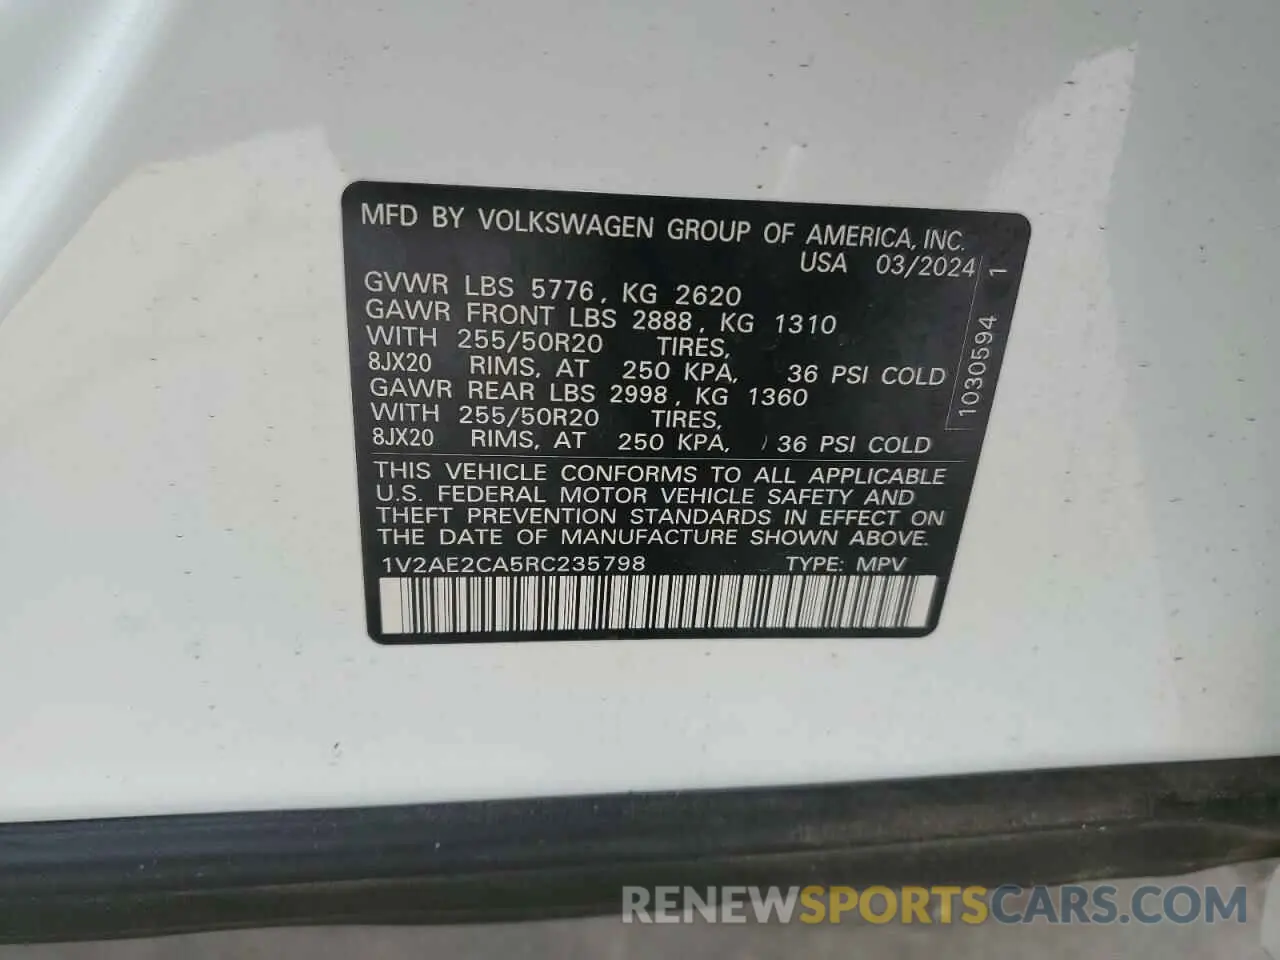 MFD BY VOLKSWAGEN GROUP OF AMERICA, INC.
USA 03/2024
GVWR LBS 5776, KG 2620
GAWR FRONT LBS 2888, KG 1310
WITH 255/50R20 TIRES,
8JX20 RIMS, AT 250 KPA, 36 PSI COLD
GAWR REAR LBS 2998, KG 1360
WITH 255/50R20 TIRES,
8JX20 RIMS, AT 250 KPA, 36 PSI COLD
1030594 1
THIS VEHICLE CONFORMS TO ALL APPLICABLE
U.S. FEDERAL MOTOR VEHICLE SAFETY AND
THEFT PREVENTION STANDARDS IN EFFECT ON
THE DATE OF MANUFACTURE SHOWN ABOVE.
1V2AE2CA5RC235798 TYPE: MPV
RENEWSPORTSCARS.COM